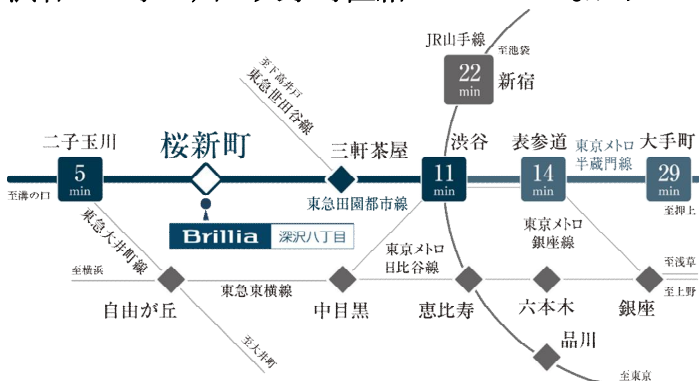 JR山手線
至池袋
22
min
新宿
至下高井戸
東急世田谷線
二子玉川
桜新町
三軒茶屋
渋谷
表参道
東京メトロ
半蔵門線
大手町
5
min
11
min
14
min
29
min
至溝の口
東急田園都市線
至押上
Brillia 深沢八丁目
東急大井町線
東京メトロ
日比谷線
東京メトロ
銀座線
至横浜
至浅草
至上野
自由が丘
東急東横線
中目黒
恵比寿
六本木
銀座
至大井町
品川
至東京